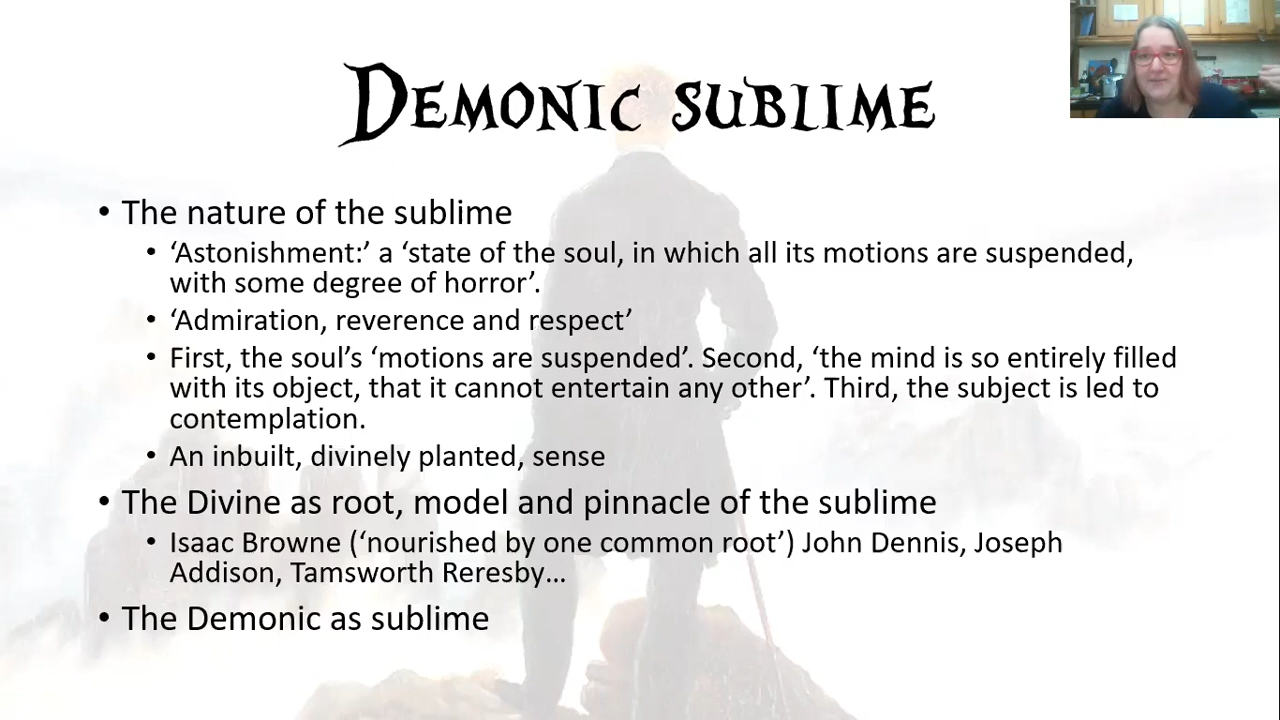 Demonic sublime
• The nature of the sublime
• ‘Astonishment:’ a ‘state of the soul, in which all its motions are suspended,
with some degree of horror’.
• ‘Admiration, reverence and respect’
• First, the soul’s ‘motions are suspended’. Second, ‘the mind is so entirely filled
with its object, that it cannot entertain any other’. Third, the subject is led to
contemplation.
• An inbuilt, divinely planted, sense
• The Divine as root, model and pinnacle of the sublime
• Isaac Browne (‘nourished by one common root’) John Dennis, Joseph
Addison, Tamsworth Reresby…
• The Demonic as sublime